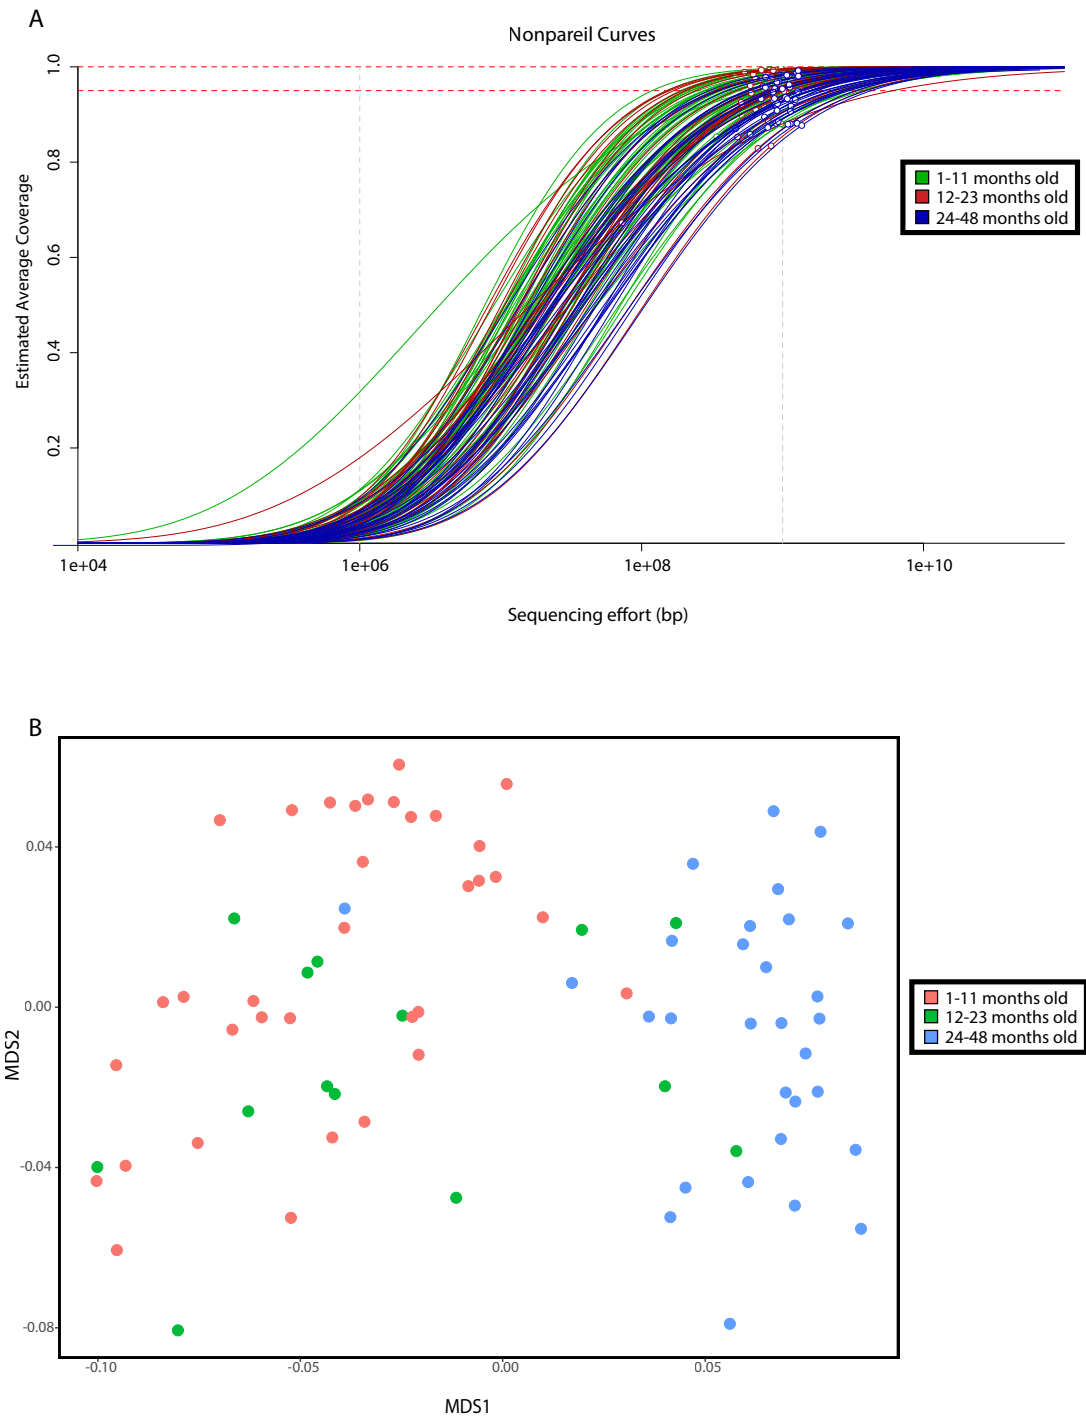 A
Nonpareil Curves
1.0
0.8
0.6
0.4
0.2
Estimated Average Coverage
1-11 months old
12-23 months old
24-48 months old
1e+04 1e+06 1e+08 1e+10
Sequencing effort (bp)
B
0.04
0.00
-0.04
-0.08
MDS2
1-11 months old
12-23 months old
24-48 months old
-0.10 -0.05 0.00 0.05
MDS1